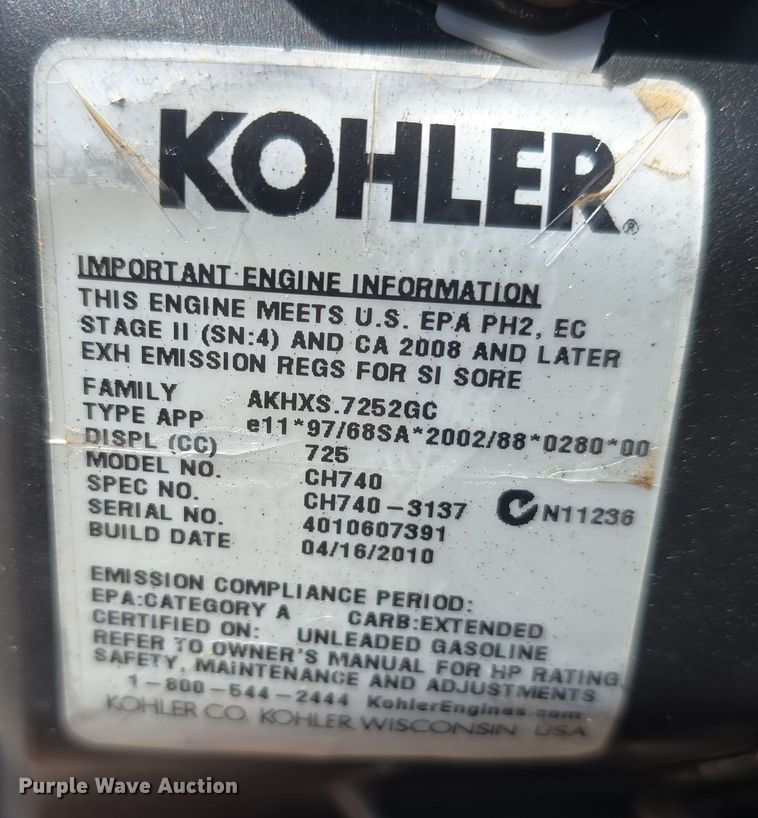 KOHLER®
IMPORTANT ENGINE INFORMATION
THIS ENGINE MEETS U.S. EPA PH2, EC
STAGE II (SN:4) AND CA 2008 AND LATER
EXH EMISSION REGS FOR SI SORE
FAMILY AKHXS.7252GC
TYPE APP e11*97/68SA*2002/88*0280*00
DISPL (CC) 725
MODEL NO. CH740
SPEC NO. CH740-3137 N11236
SERIAL NO. 4010607391
BUILD DATE 04/16/2010
EMISSION COMPLIANCE PERIOD:
EPA:CATEGORY A CARB:EXTENDED
CERTIFIED ON: UNLEADED GASOLINE
REFER TO OWNER'S MANUAL FOR HP RATING,
SAFETY, MAINTENANCE AND ADJUSTMENTS
1-800-544-2444 KohlerEngines.com
KOHLER CO. KOHLER, WISCONSIN USA
Purple Wave Auction